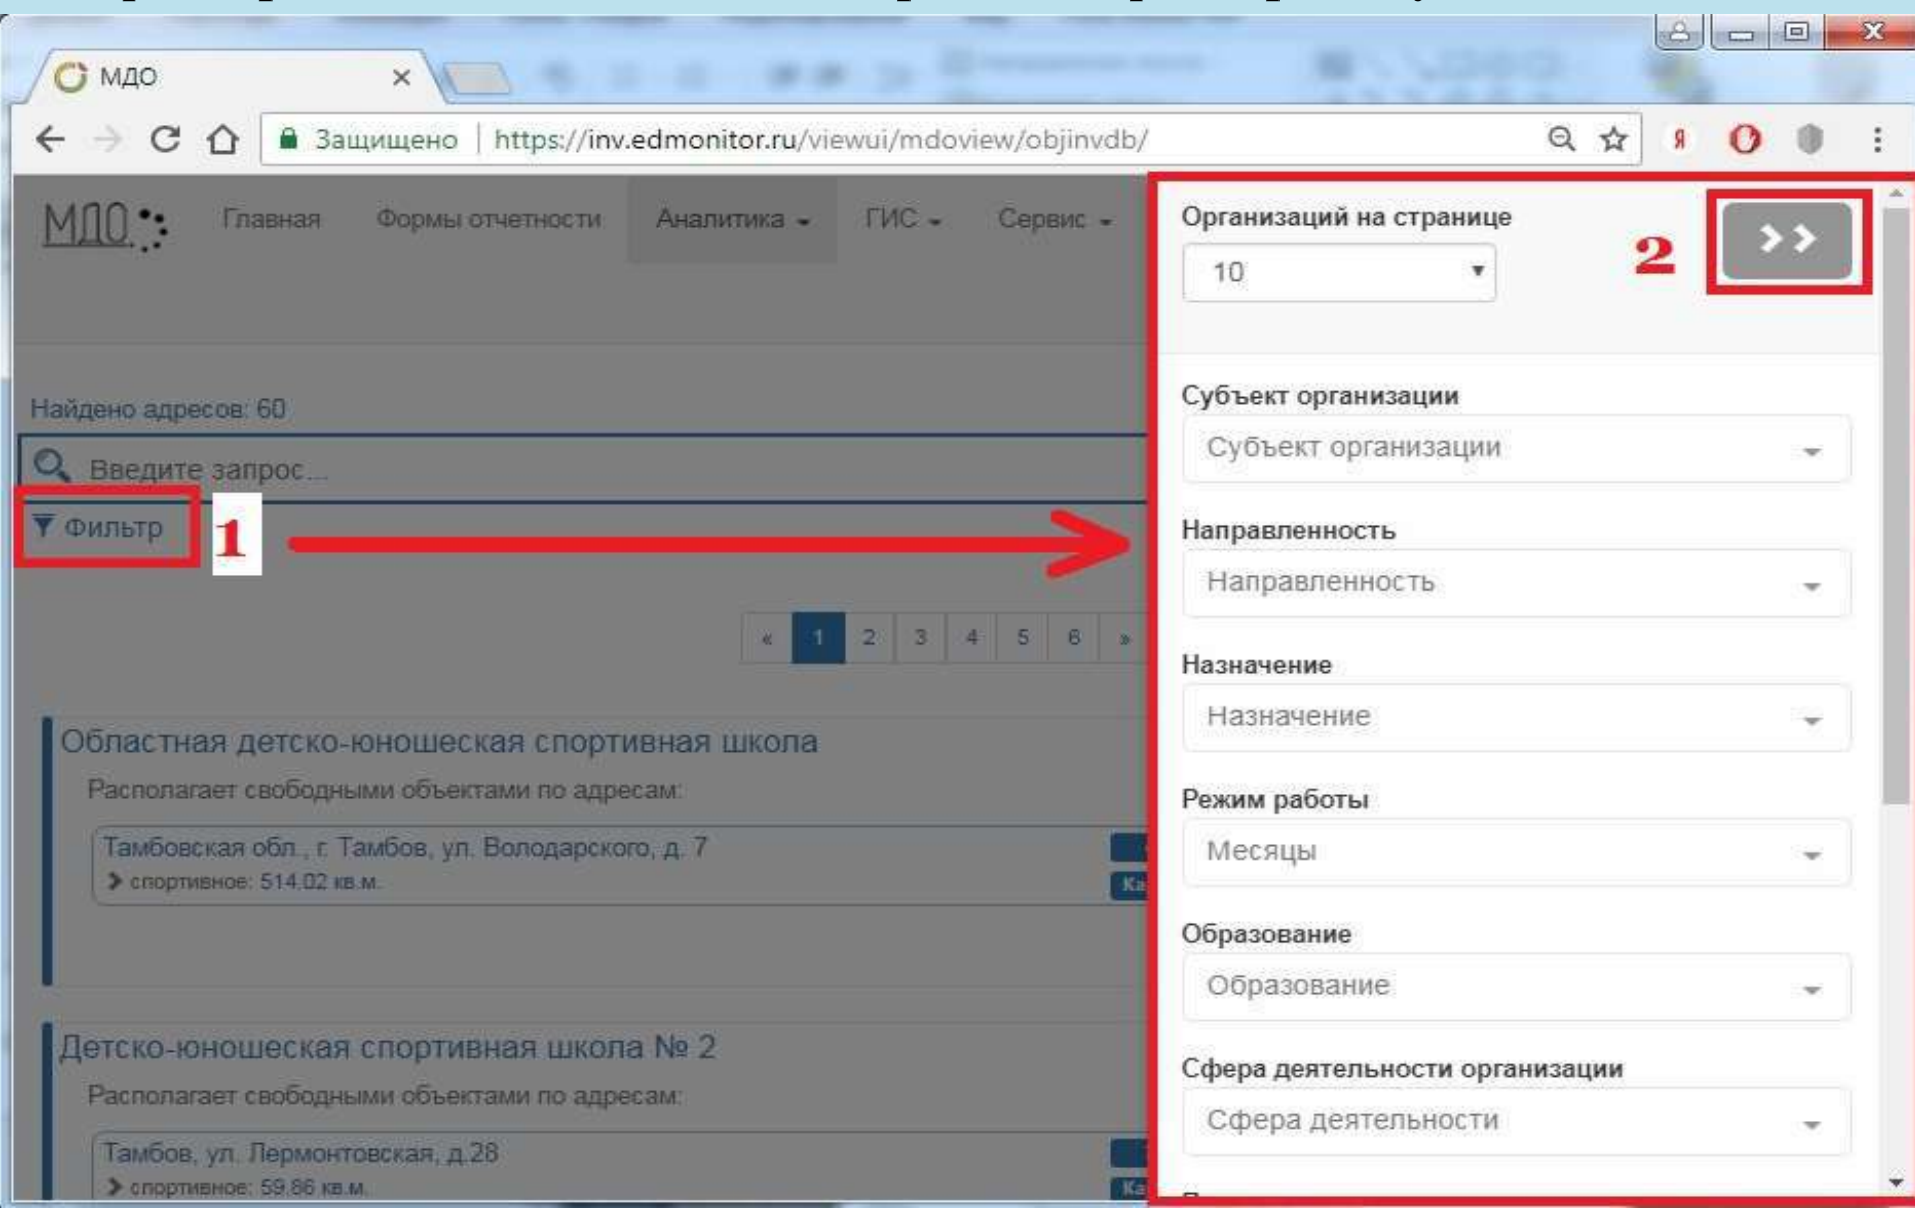 МДО
Защищено https://inv.edmonitor.ru/viewui/mdoview/objinvdb/
МДО Главная Формы отчетности Аналитика ГИС Сервис
Найдено адресов: 60
Введите запрос...
Фильтр 1
« 1 2 3 4 5 6 »
Областная детско-юношеская спортивная школа
Располагает свободными объектами по адресам:
Тамбовская обл., г. Тамбов, ул. Володарского, д. 7
спортивное: 514.02 кв.м.
Ка
Детско-юношеская спортивная школа № 2
Располагает свободными объектами по адресам:
Тамбов, ул. Лермонтовская, д.28
спортивное: 59.86 кв.м.
Ка
Организаций на странице
2
10
Субъект организации
Субъект организации
Направленность
Направленность
Назначение
Назначение
Режим работы
Месяцы
Образование
Образование
Сфера деятельности организации
Сфера деятельности